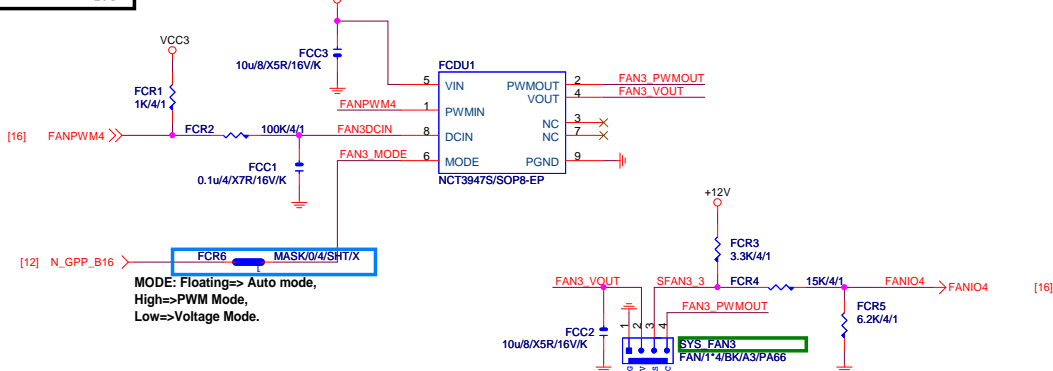 VCC3
FCR1
1K/4/1
[16] FANPWM4
FCR2 100K/4/1
FCC1
0.1u/4/X7R/16V/K
FCC3
10u/8/X5R/16V/K
FANPWM4
FAN3DCIN
FAN3_MODE
FCDU1
5 VIN
1 PWMIN
8 DCIN
6 MODE
PWMOUT 2 FAN3_PWMOUT
VOUT 4 FAN3_VOUT
NC 3
NC 7
PGND 9
NCT3947S/SOP8-EP
[12] N_GPP_B16
FCR6 MASK/0/4/SHT/X
MODE: Floating=> Auto mode,
High=>PWM Mode,
Low=>Voltage Mode.
+12V
FCR3
3.3K/4/1
FAN3_VOUT
SFAN3_3
FCR4 15K/4/1
FANIO4
FANIO4 [16]
FAN3_PWMOUT
FCR5
6.2K/4/1
FCC2
10u/8/X5R/16V/K
1 2 3 4
G V S C
SYS_FAN3
FAN/1*4/BK/A3/PA66